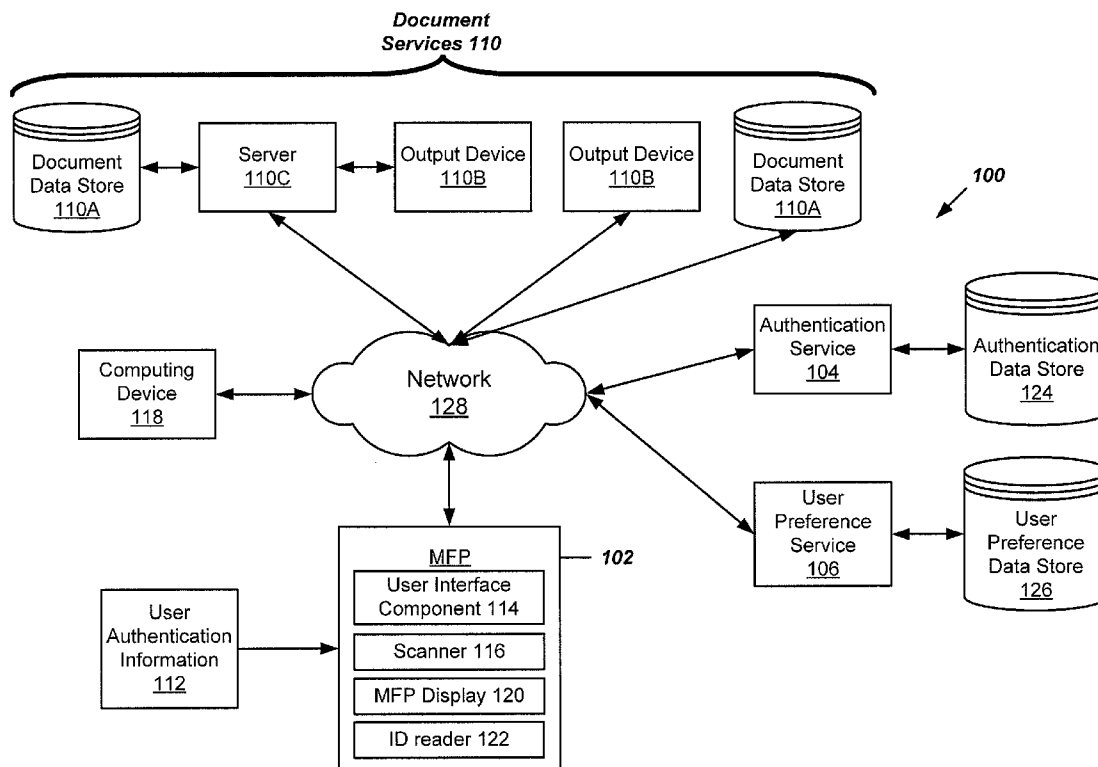 Document
Services 110
Document
Data Store
110A
Server
110C
Output Device
110B
Output Device
110B
Document
Data Store
110A
100
Authentication
Service
104
Authentication
Data Store
124
Computing
Device
118
Network
128
User
Preference
Service
106
User
Preference
Data Store
126
MFP
102
User Interface
Component 114
Scanner 116
MFP Display 120
ID reader 122
User
Authentication
Information
112